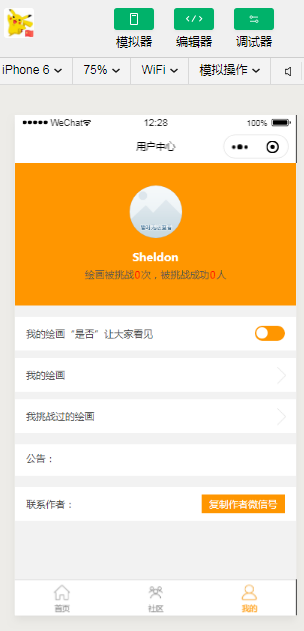 模拟器 编辑器 调试器
iPhone 6 75% WiFi 模拟操作
WeChat 12:28 100%
用户中心
Sheldon
绘画被挑战0次，被挑战成功0人
我的绘画“是否”让大家看见
我的绘画
我挑战过的绘画
公告：
联系作者： 复制作者微信号
首页 社区 我的